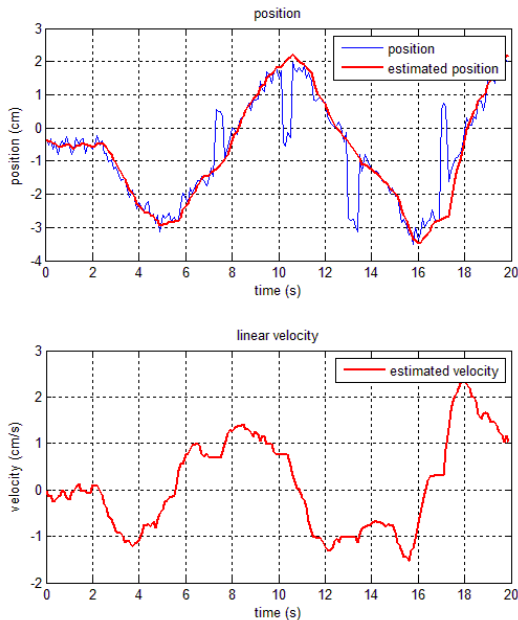 position
3
2
1
0
-1
-2
-3
-4
position (cm)
position
estimated position
0 2 4 6 8 10 12 14 16 18 20
time (s)
linear velocity
3
2
1
0
-1
-2
velocity (cm/s)
estimated velocity
0 2 4 6 8 10 12 14 16 18 20
time (s)